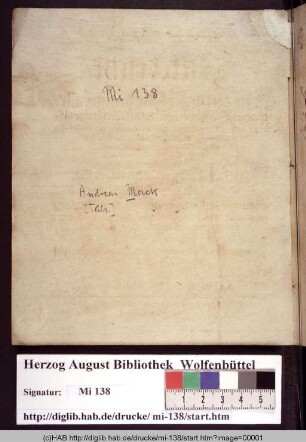 Mi 138
Andreas Merck
Herzog August Bibliothek Wolfenbüttel
Signatur: Mi 138
http://diglib.hab.de/drucke/ mi-138/start.htm
(c)HAB http://diglib.hab.de/drucke/mi-138/start.htm?image=00001